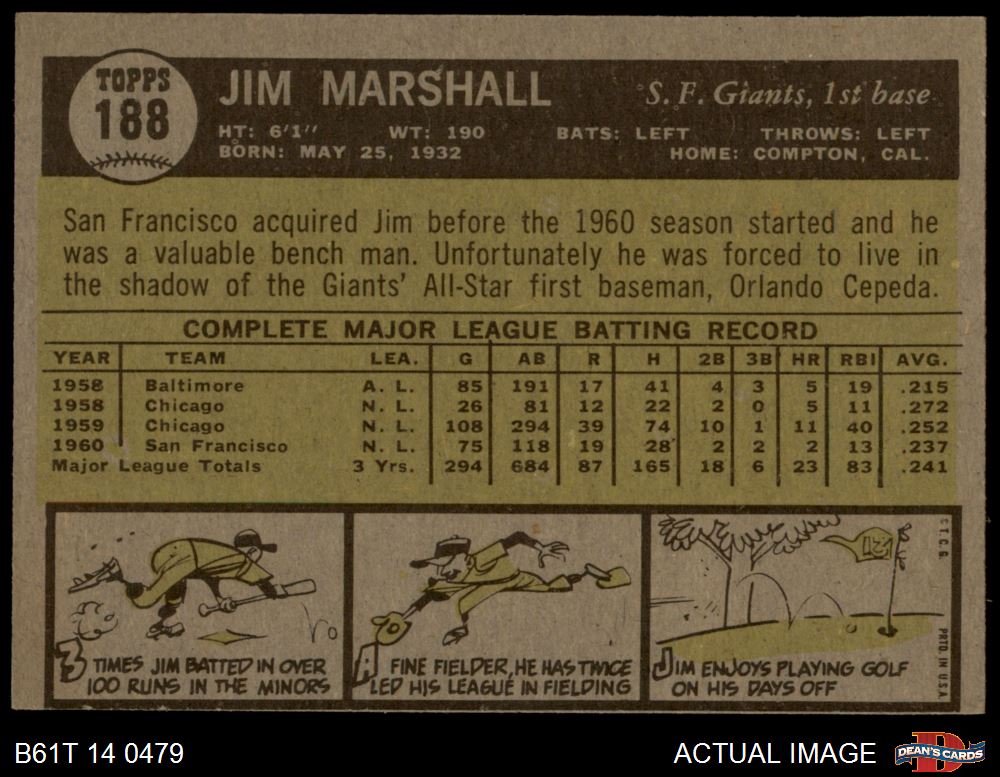 TOPPS
188
JIM MARSHALL
S. F. Giants, 1st base
HT: 6'1" WT: 190 BATS: LEFT THROWS: LEFT
BORN: MAY 25, 1932 HOME: COMPTON, CAL.
San Francisco acquired Jim before the 1960 season started and he
was a valuable bench man. Unfortunately he was forced to live in
the shadow of the Giants' All-Star first baseman, Orlando Cepeda.
COMPLETE MAJOR LEAGUE BATTING RECORD
YEAR TEAM LEA. G AB R H 2B 3B HR RBI AVG.
1958 Baltimore A. L. 85 191 17 41 4 3 5 19 .215
1958 Chicago N. L. 26 81 12 22 2 0 5 11 .272
1959 Chicago N. L. 108 294 39 74 10 1 11 40 .252
1960 San Francisco N. L. 75 118 19 28 2 2 2 13 .237
Major League Totals 3 Yrs. 294 684 87 165 18 6 23 83 .241
3 TIMES JIM BATTED IN OVER
100 RUNS IN THE MINORS
A FINE FIELDER, HE HAS TWICE
LED HIS LEAGUE IN FIELDING
JIM ENJOYS PLAYING GOLF
ON HIS DAYS OFF
© T. C. G.
PRTD. IN U.S.A.
B61T 14 0479
ACTUAL IMAGE
DEAN'S CARDS